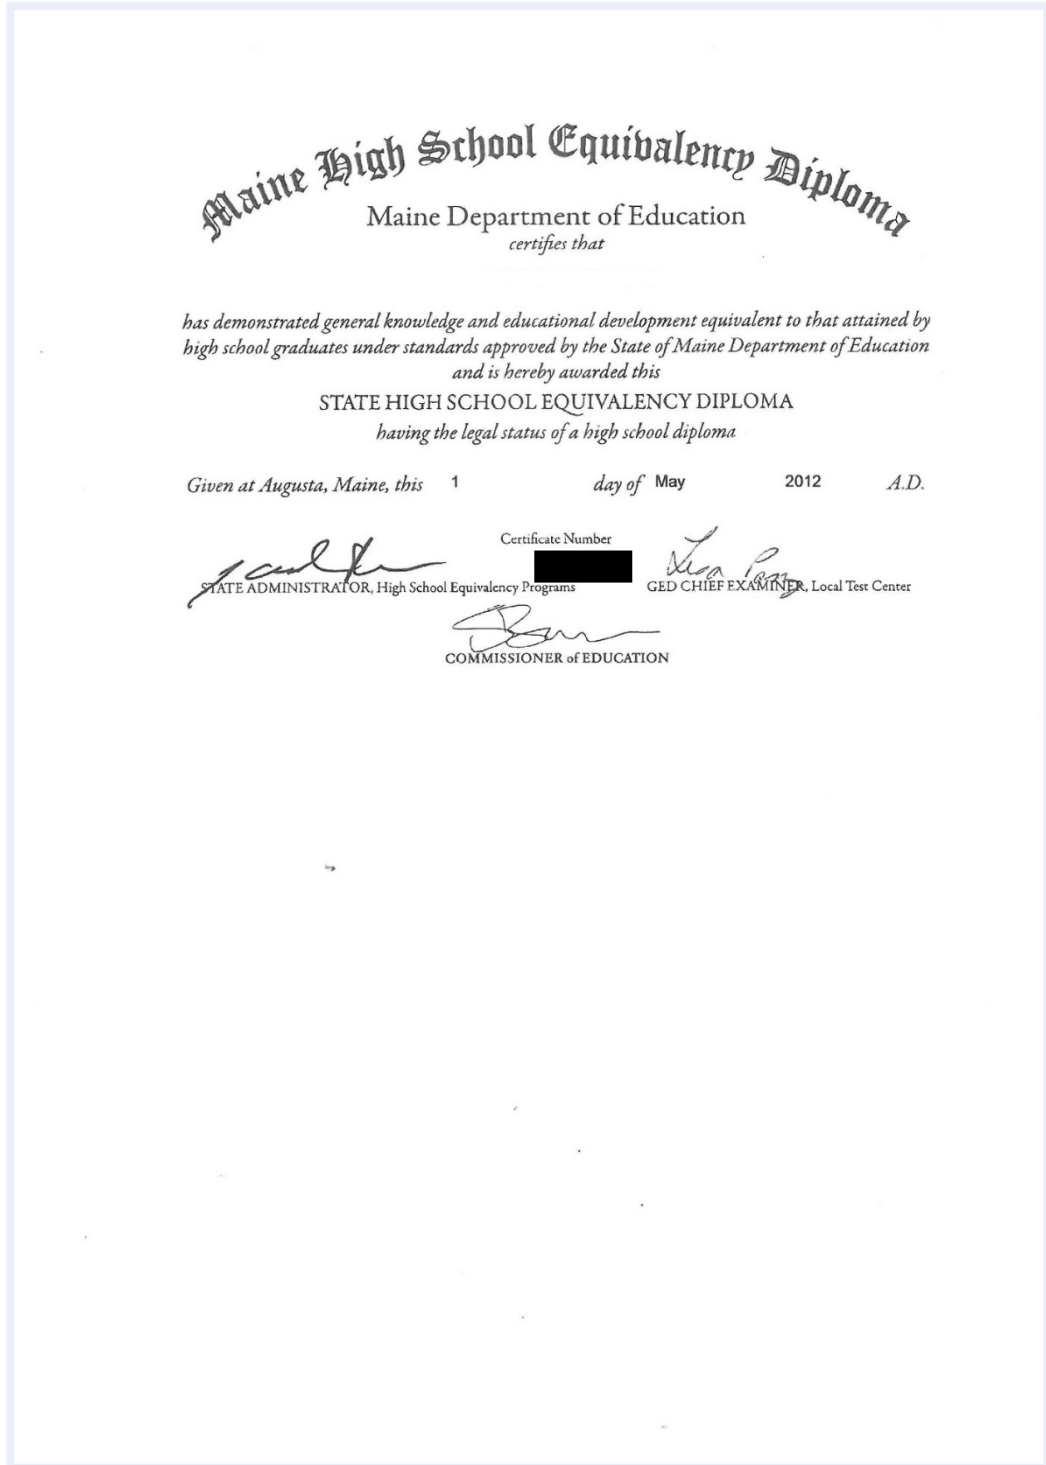 Maine High School Equivalency Diploma
Maine Department of Education
certifies that
has demonstrated general knowledge and educational development equivalent to that attained by
high school graduates under standards approved by the State of Maine Department of Education
and is hereby awarded this
STATE HIGH SCHOOL EQUIVALENCY DIPLOMA
having the legal status of a high school diploma
Given at Augusta, Maine, this 1 day of May 2012 A.D.
Certificate Number
Lisa
STATE ADMINISTRATOR, High School Equivalency Programs GED CHIEF EXAMINER, Local Test Center
COMMISSIONER of EDUCATION